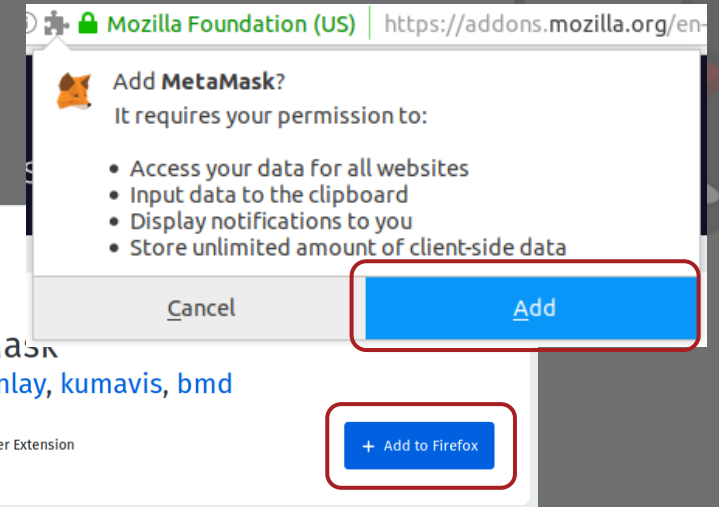 Mozilla Foundation (US) https://addons.mozilla.org/en-
Add MetaMask?
It requires your permission to:
• Access your data for all websites
• Input data to the clipboard
• Display notifications to you
• Store unlimited amount of client-side data
Cancel Add
ask
nlay, kumavis, bmd
er Extension
+ Add to Firefox